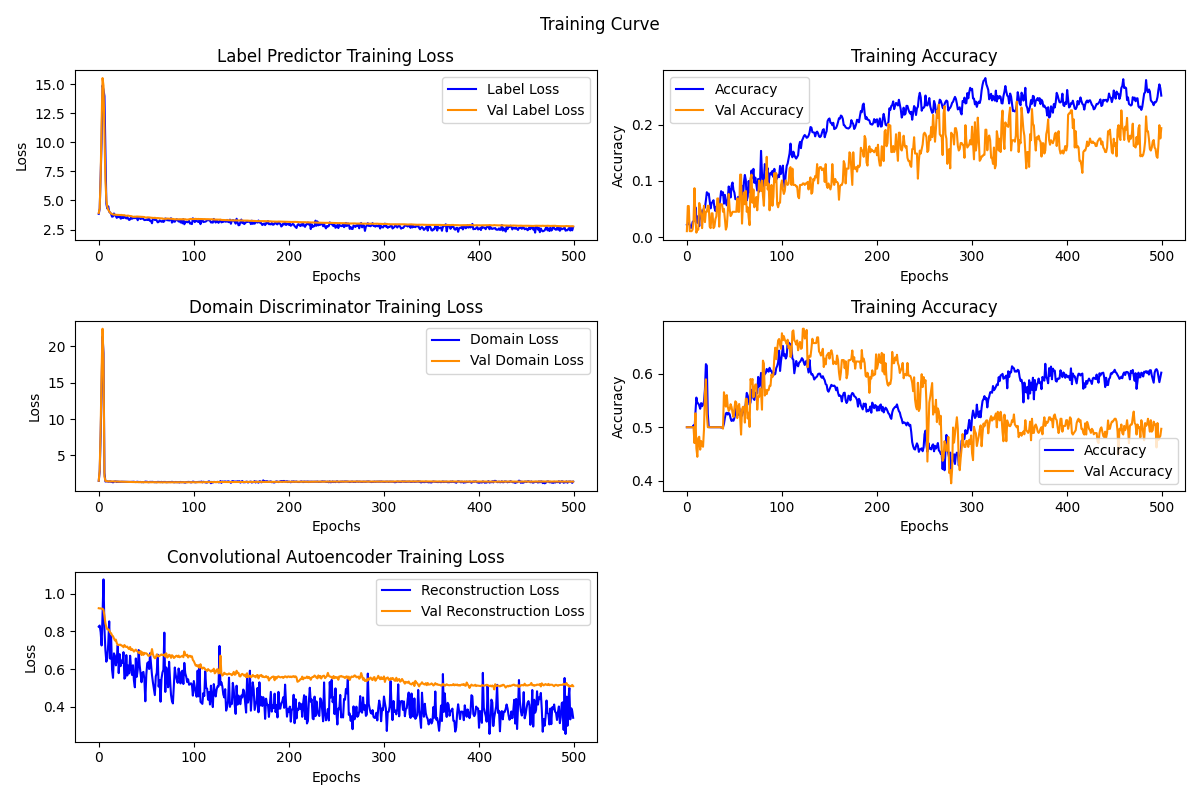 Training Curve
Label Predictor Training Loss
15.0
12.5
10.0
7.5
5.0
2.5
Loss
Label Loss
Val Label Loss
0 100 200 300 400 500
Epochs
Training Accuracy
0.2
0.1
0.0
Accuracy
Accuracy
Val Accuracy
0 100 200 300 400 500
Epochs
Domain Discriminator Training Loss
20
15
10
5
Loss
Domain Loss
Val Domain Loss
0 100 200 300 400 500
Epochs
Training Accuracy
0.6
0.5
0.4
Accuracy
Accuracy
Val Accuracy
0 100 200 300 400 500
Epochs
Convolutional Autoencoder Training Loss
1.0
0.8
0.6
0.4
Loss
Reconstruction Loss
Val Reconstruction Loss
0 100 200 300 400 500
Epochs